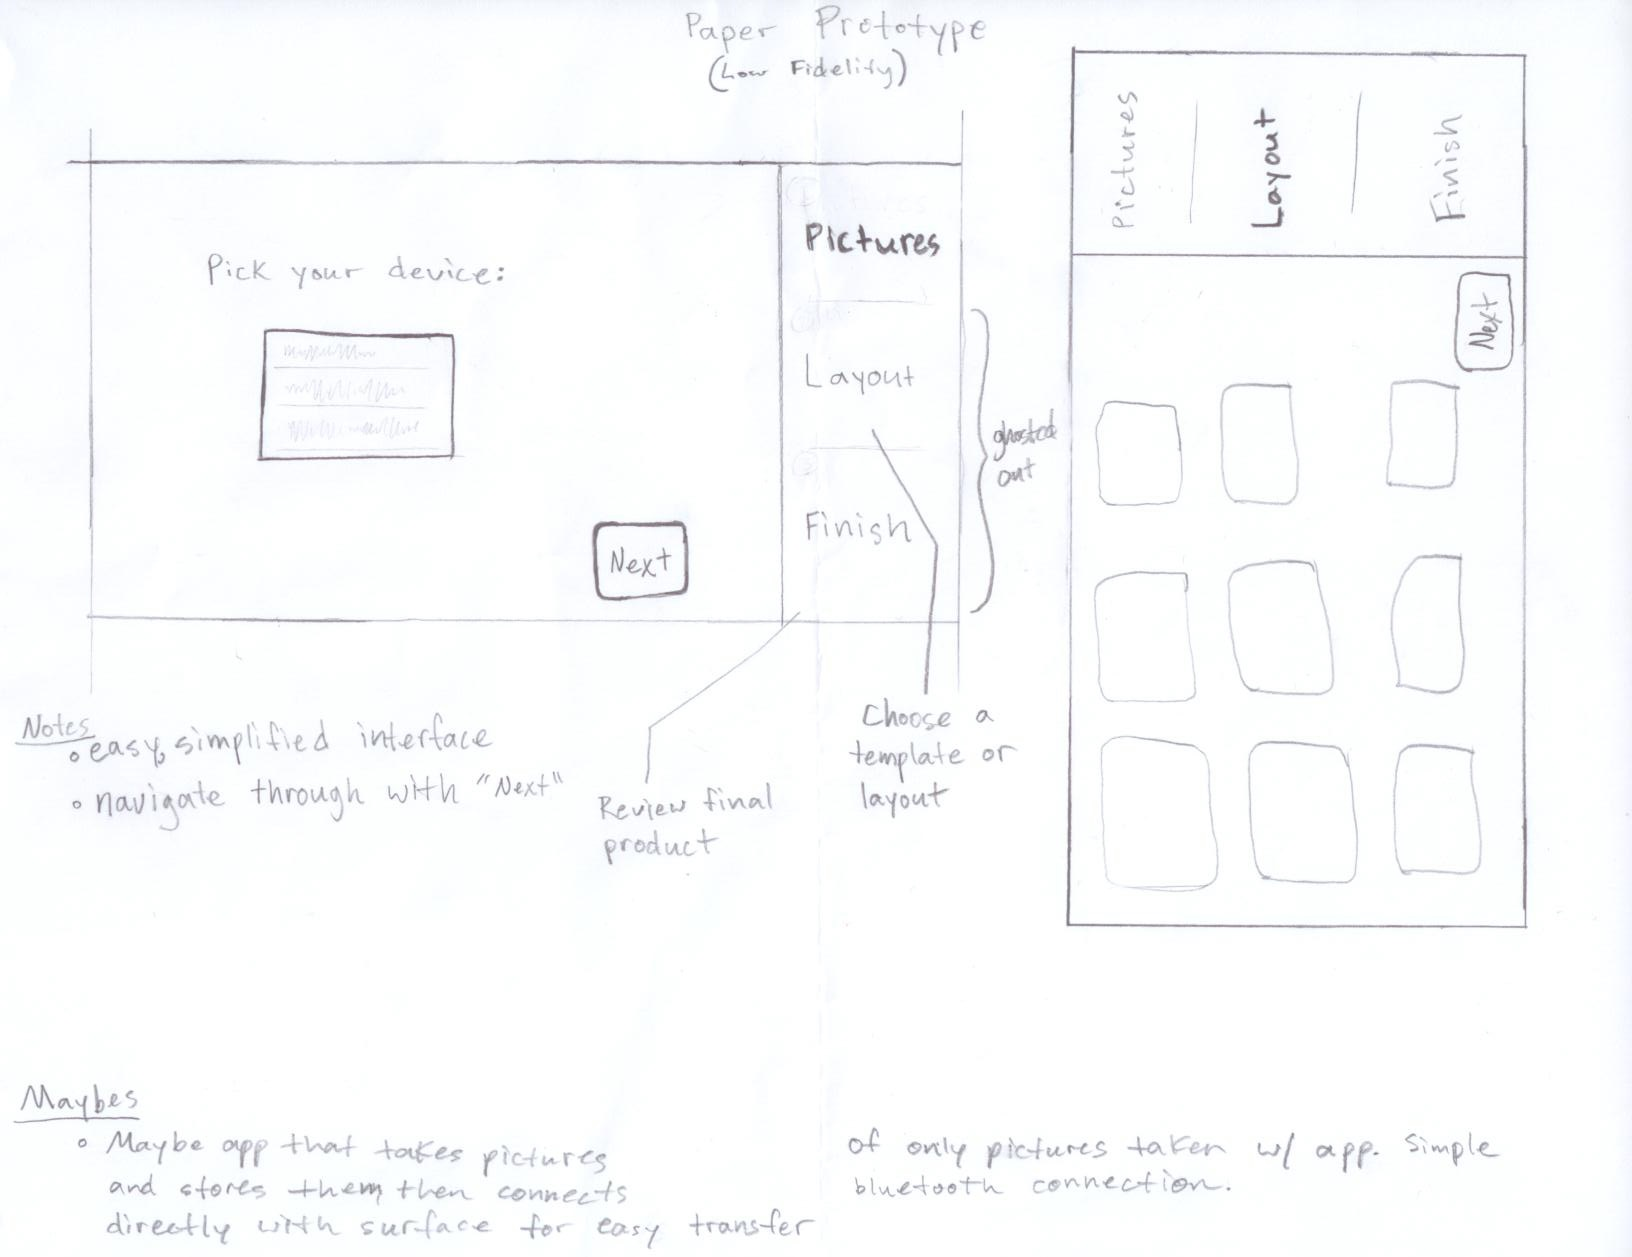 Paper Prototype
(Low Fidelity)
Pick your device:
Next
Pictures
Layout
Finish
ghosted
out
Pictures
Layout
Finish
Next
Notes
• easy, simplified interface
• navigate through with "Next"
Review final
product
Choose a
template or
layout
Maybes
• Maybe app that takes pictures
and stores them, then connects
directly with surface for easy transfer
of only pictures taken w/ app. Simple
bluetooth connection.